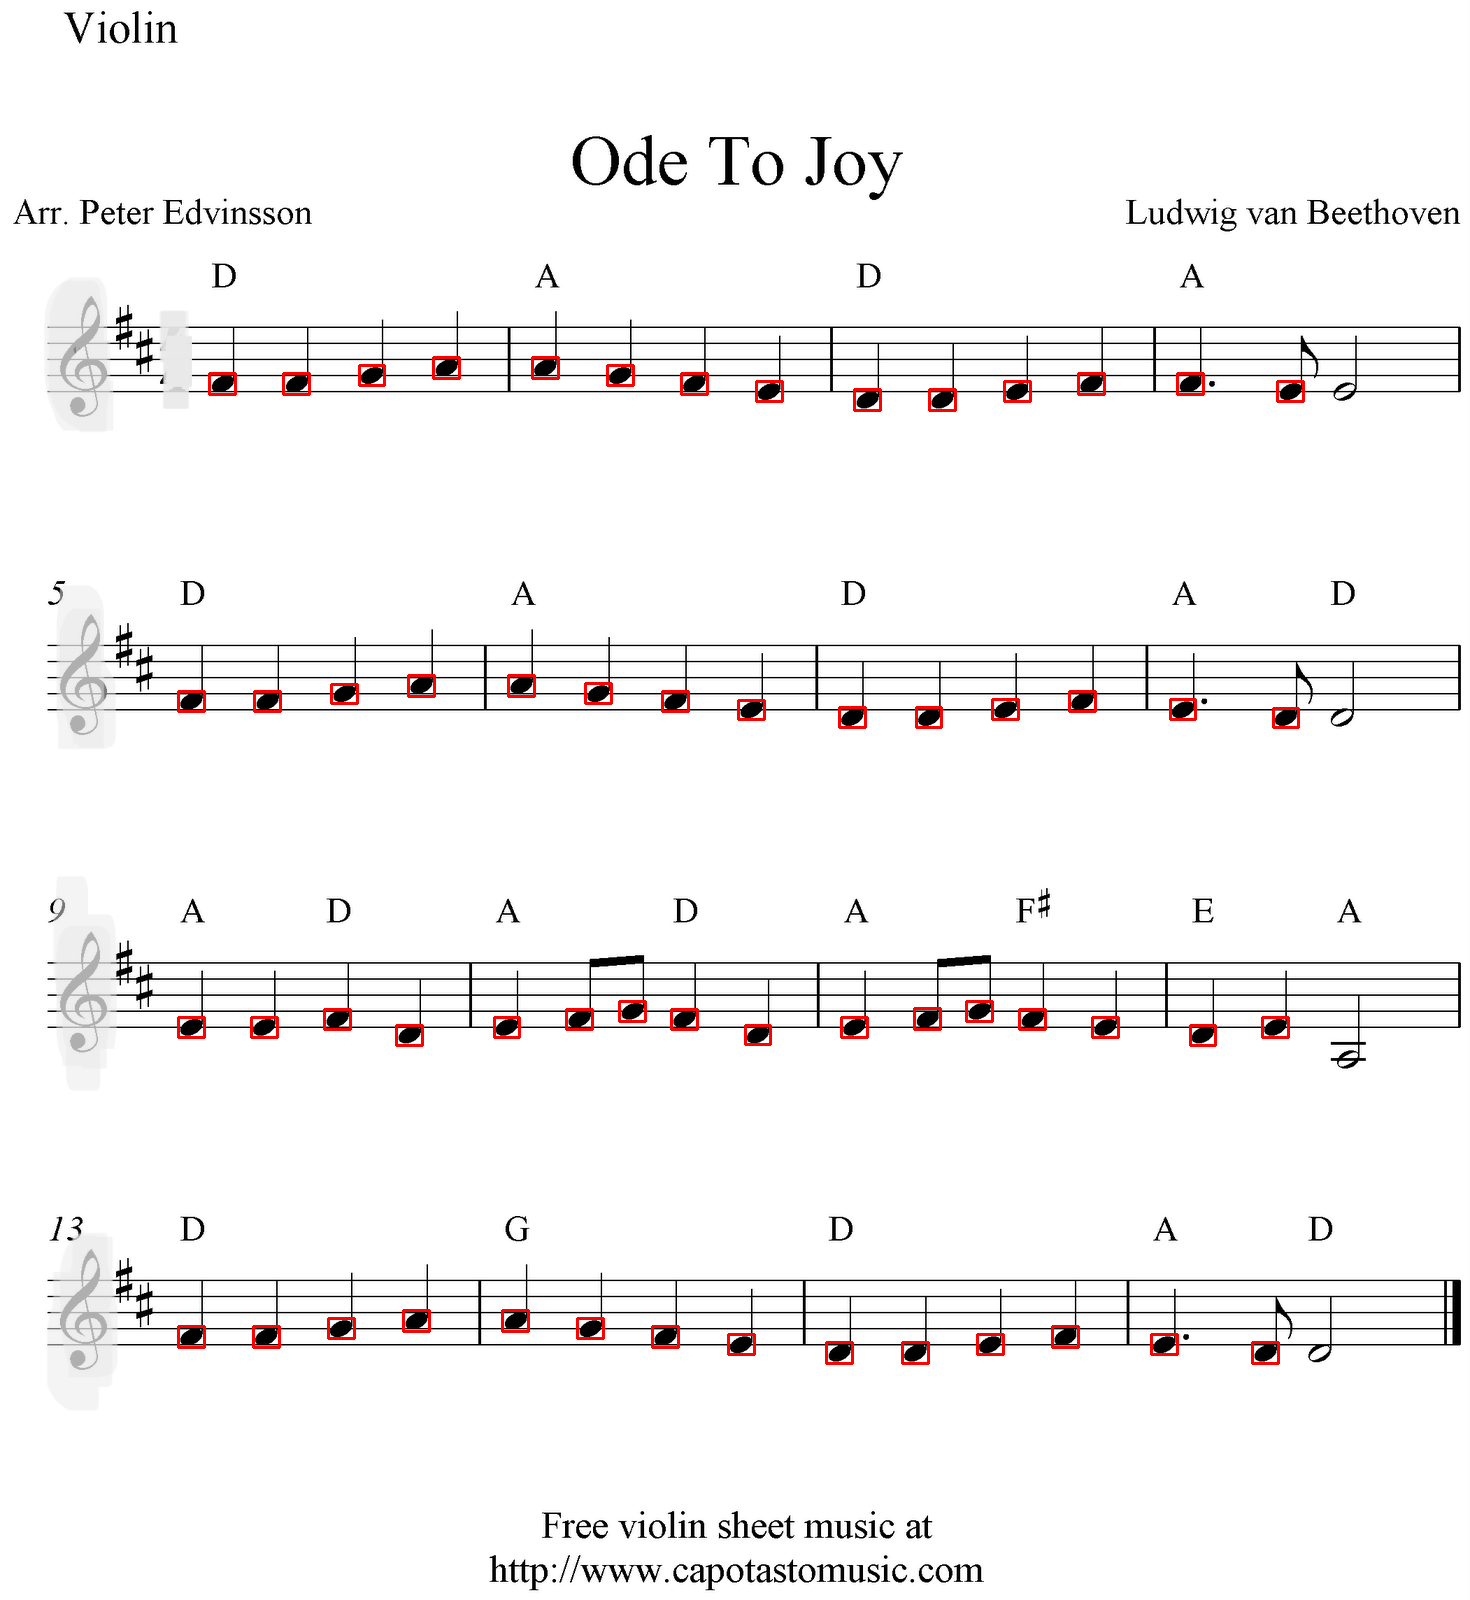 Violin
Ode To Joy
Arr. Peter Edvinsson
Ludwig van Beethoven
D A D A
5
D A D A D
9
A D A D A F♯ E A
13
D G D A D
Free violin sheet music at
http://www.capotastomusic.com